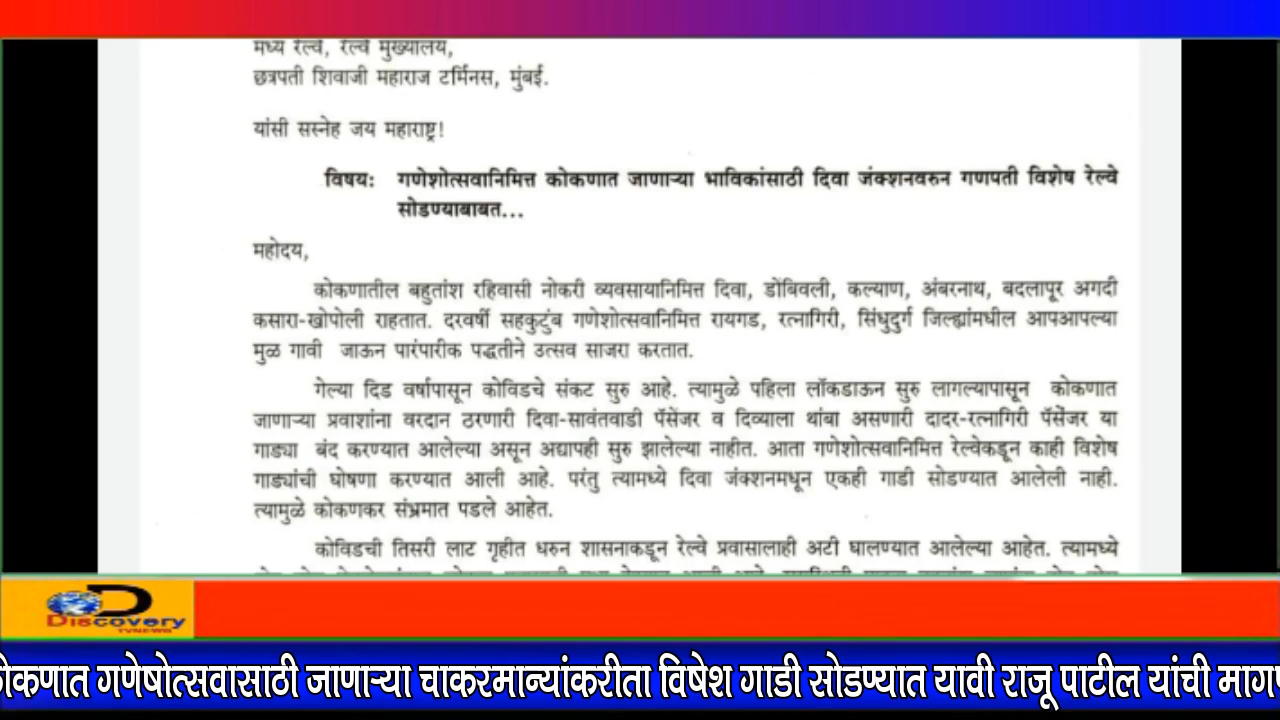 मध्य रेल्वे, रेल्वे मुख्यालय,
छत्रपती शिवाजी महाराज टर्मिनस, मुंबई.
यांसी सस्नेह जय महाराष्ट्र!
विषयः गणेशोत्सवानिमित्त कोकणात जाणाऱ्या भाविकांसाठी दिवा जंक्शनवरुन गणपती विशेष रेल्वे
सोडण्याबाबत...
महोदय,
कोकणातील बहुतांश रहिवासी नोकरी व्यवसायानिमित्त दिवा, डोंबिवली, कल्याण, अंबरनाथ, बदलापूर अगदी
कसारा-खोपोली राहतात. दरवर्षी सहकुटुंब गणेशोत्सवानिमित्त रायगड, रत्नागिरी, सिंधुदुर्ग जिल्ह्यांमधील आपआपल्या
मुळ गावी जाऊन पारंपारीक पद्धतीने उत्सव साजरा करतात.
गेल्या दिड वर्षापासून कोविडचे संकट सुरु आहे. त्यामुळे पहिला लॉकडाऊन सुरु लागल्यापासून कोकणात
जाणाऱ्या प्रवाशांना वरदान ठरणारी दिवा-सावंतवाडी पॅसेंजर व दिव्याला थांबा असणारी दादर-रत्नागिरी पॅसेंजर या
गाड्या बंद करण्यात आलेल्या असून अद्यापही सुरु झालेल्या नाहीत. आता गणेशोत्सवानिमित्त रेल्वेकडून काही विशेष
गाड्यांची घोषणा करण्यात आली आहे. परंतु त्यामध्ये दिवा जंक्शनमधून एकही गाडी सोडण्यात आलेली नाही.
त्यामुळे कोकणकर संभ्रमात पडले आहेत.
कोविडची तिसरी लाट गृहीत धरुन शासनाकडून रेल्वे प्रवासालाही अटी घालण्यात आलेल्या आहेत. त्यामध्ये
Discovery
TVNEWS
कोकणात गणेषोत्सवासाठी जाणाऱ्या चाकरमान्यांकरीता विषेश गाडी सोडण्यात यावी राजू पाटील यांची माग